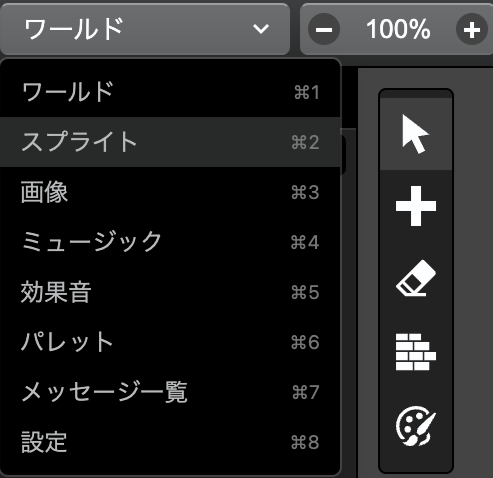 ワールド
100%
ワールド ⌘1
スプライト ⌘2
画像 ⌘3
ミュージック ⌘4
効果音 ⌘5
パレット ⌘6
メッセージ一覧 ⌘7
設定 ⌘8